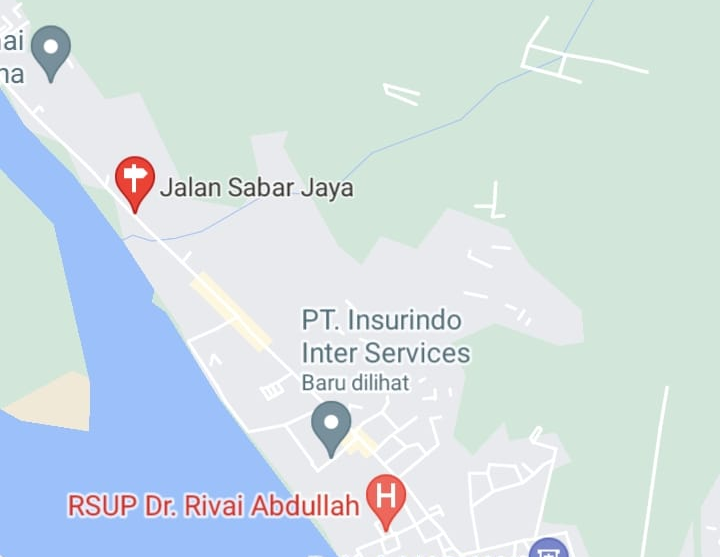 ai
na
Jalan Sabar Jaya
PT. Insurindo
Inter Services
Baru dilihat
RSUP Dr. Rivai Abdullah
H